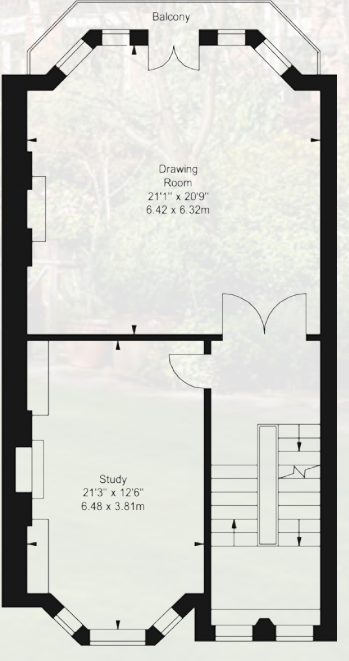 Balcony
Drawing
Room
21'1" x 20'9"
6.42 x 6.32m
Study
21'3" x 12'6"
6.48 x 3.81m